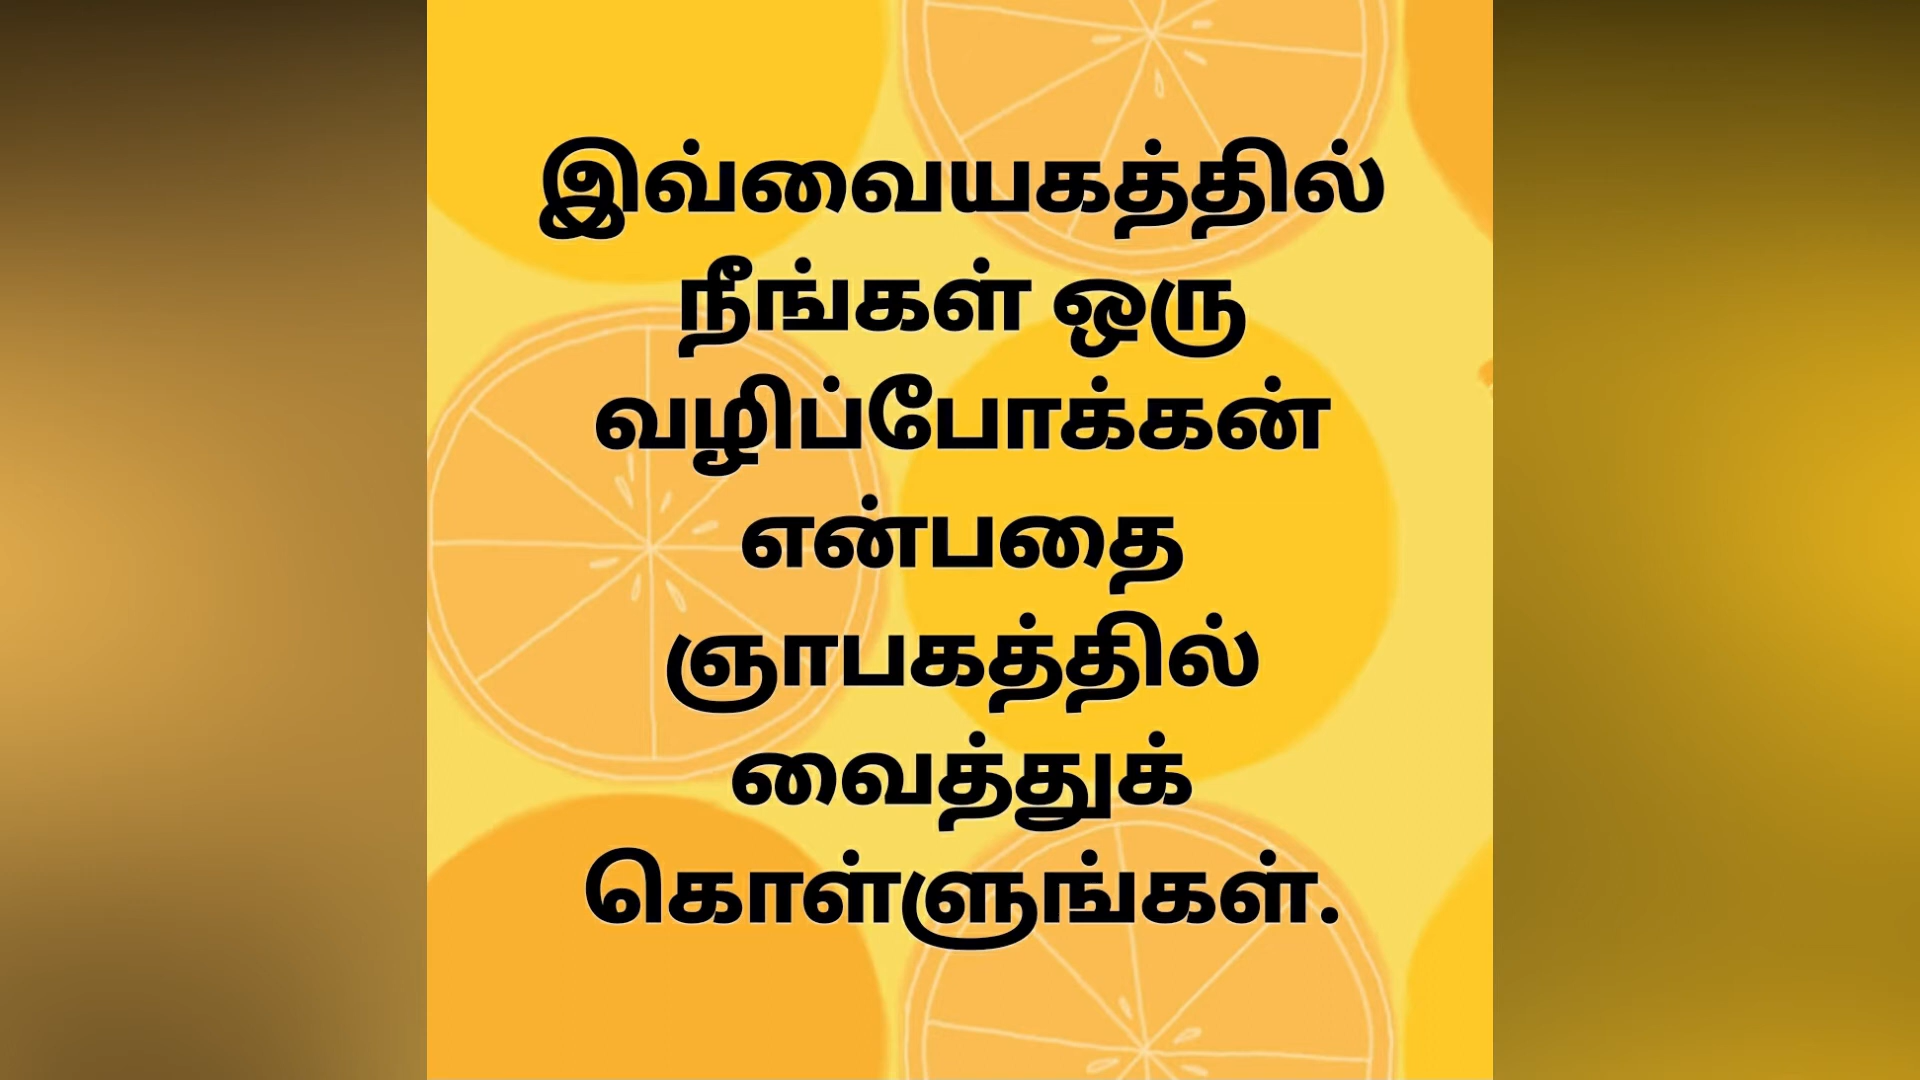 இவ்வையகத்தில்
நீங்கள் ஒரு
வழிப்போக்கன்
என்பதை
ஞாபகத்தில்
வைத்துக்
கொள்ளுங்கள்.